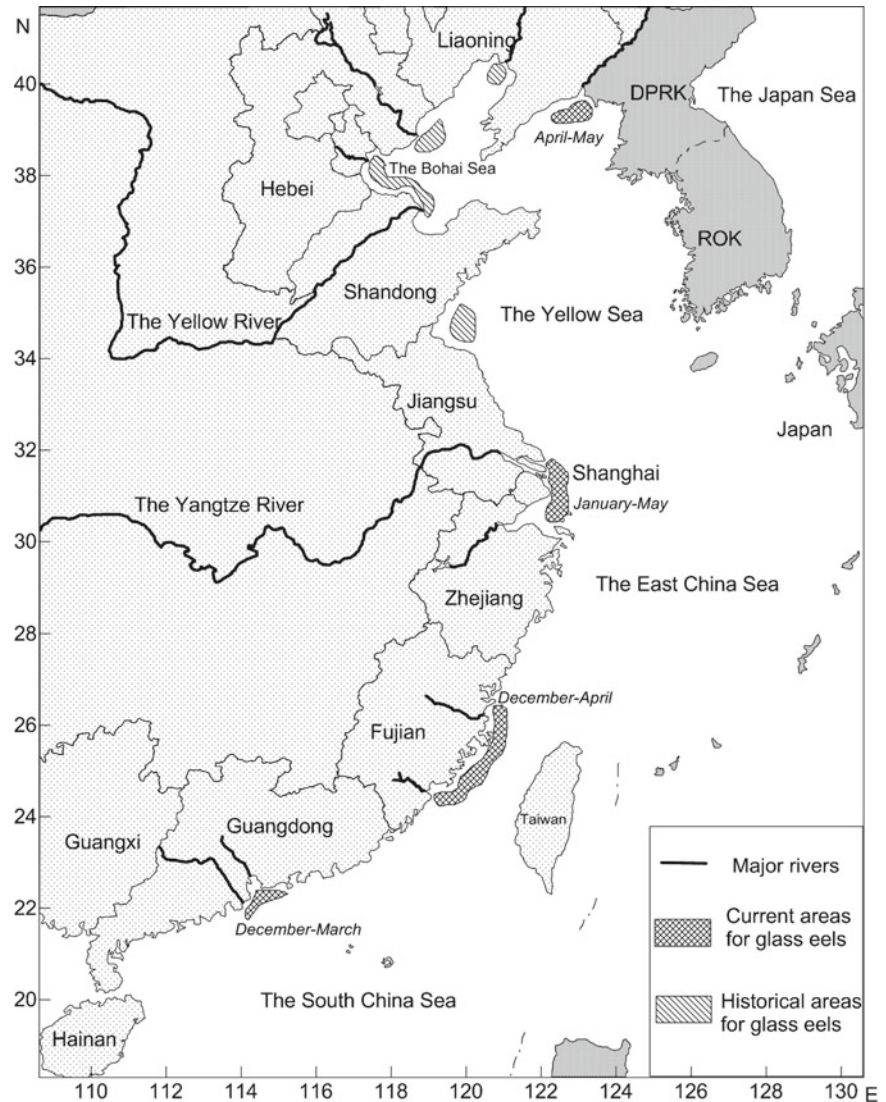 N
Liaoning
40
DPRK
The Japan Sea
April-May
38
The Bohai Sea
Hebei
ROK
36
Shandong
The Yellow River
The Yellow Sea
34
Jiangsu
Japan
32
Shanghai
The Yangtze River
January-May
30
The East China Sea
Zhejiang
28
December-April
26
Fujian
24
Taiwan
Guangdong
Guangxi
Major rivers
22
Current areas
for glass eels
December-March
20
The South China Sea
Historical areas
for glass eels
Hainan
110 112 114 116 118 120 122 124 126 128 130 E